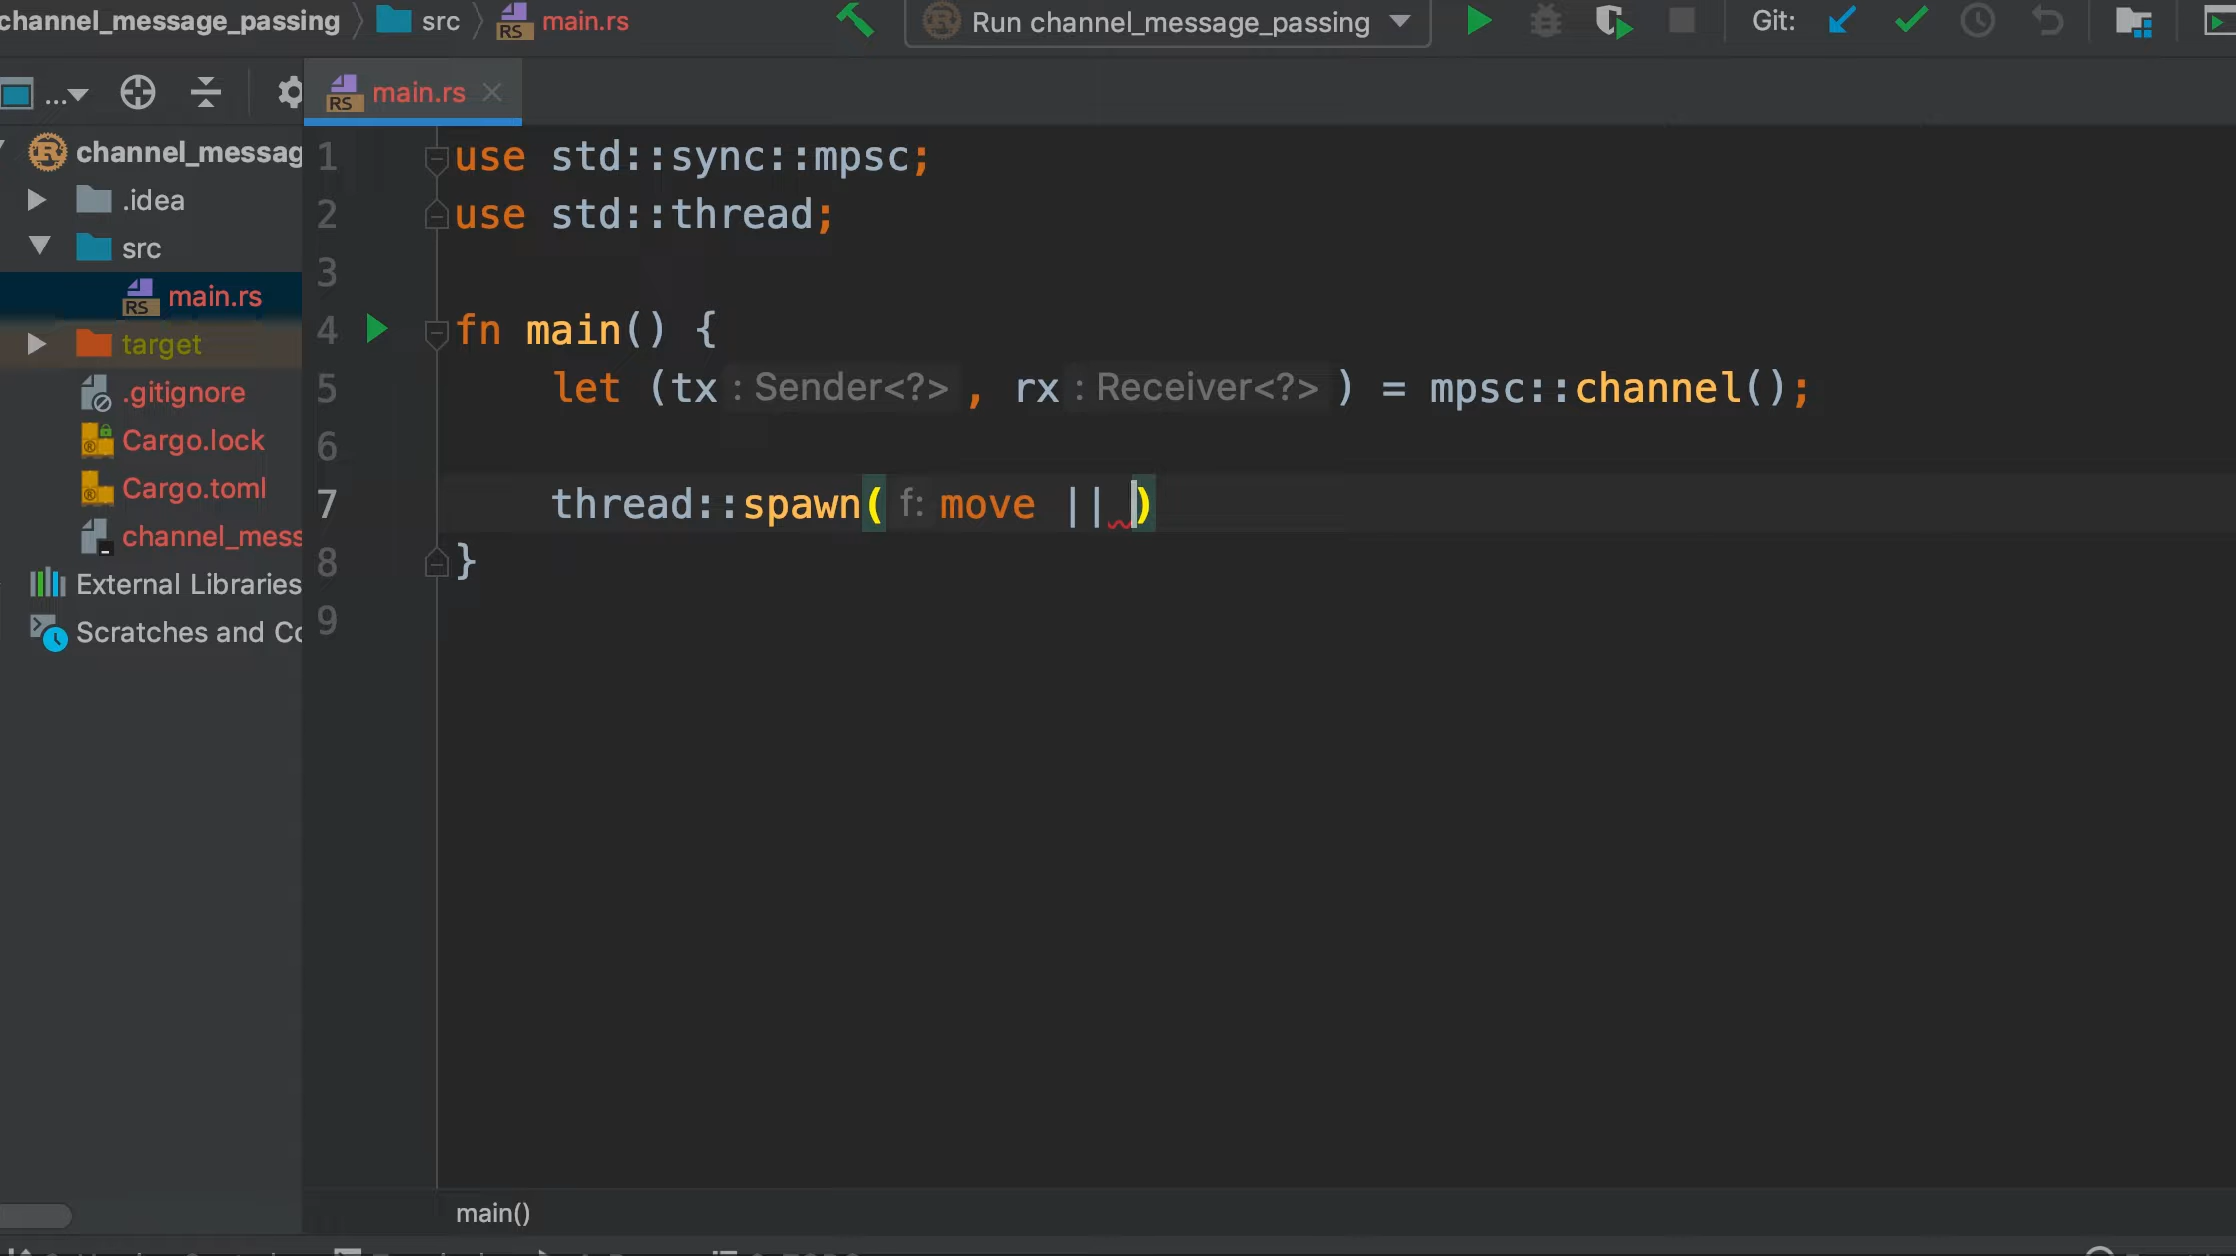 channel_message_passing src main.rs Run channel_message_passing Git:
... main.rs
channel_messag
.idea
src
RS main.rs
target
.gitignore
Cargo.lock
Cargo.toml
channel_mess
External Libraries
Scratches and Co
1 use std::sync::mpsc;
2 use std::thread;
3
4 fn main() {
5 let (tx : Sender<?> , rx : Receiver<?> ) = mpsc::channel();
6
7 thread::spawn( f: move || )
8 }
9
main()